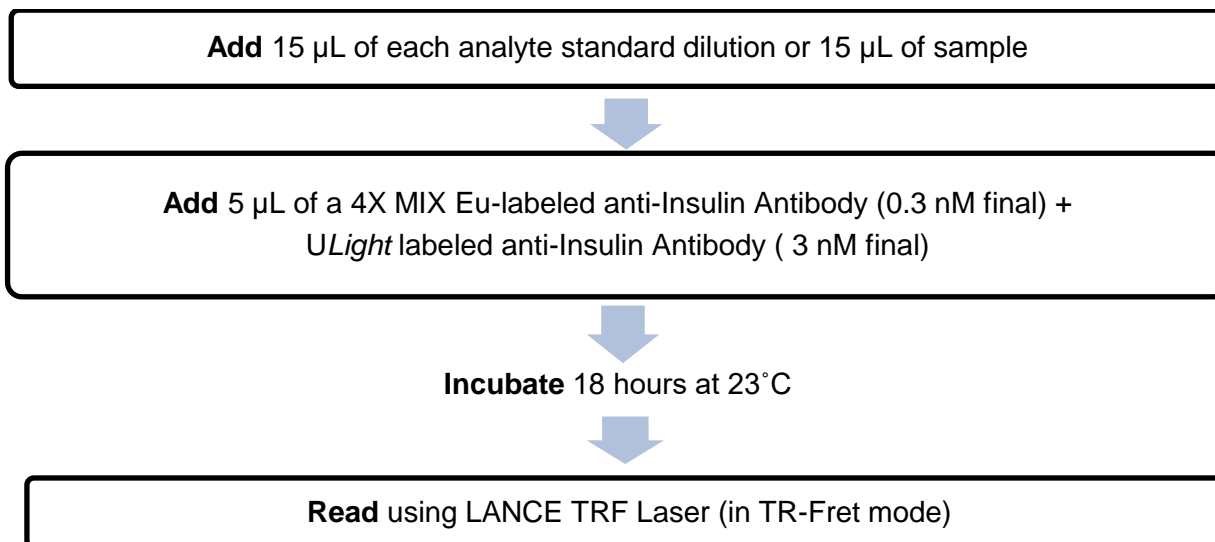 Add 15 µL of each analyte standard dilution or 15 µL of sample
Add 5 µL of a 4X MIX Eu-labeled anti-Insulin Antibody (0.3 nM final) +
ULight labeled anti-Insulin Antibody ( 3 nM final)
Incubate 18 hours at 23˚C
Read using LANCE TRF Laser (in TR-Fret mode)